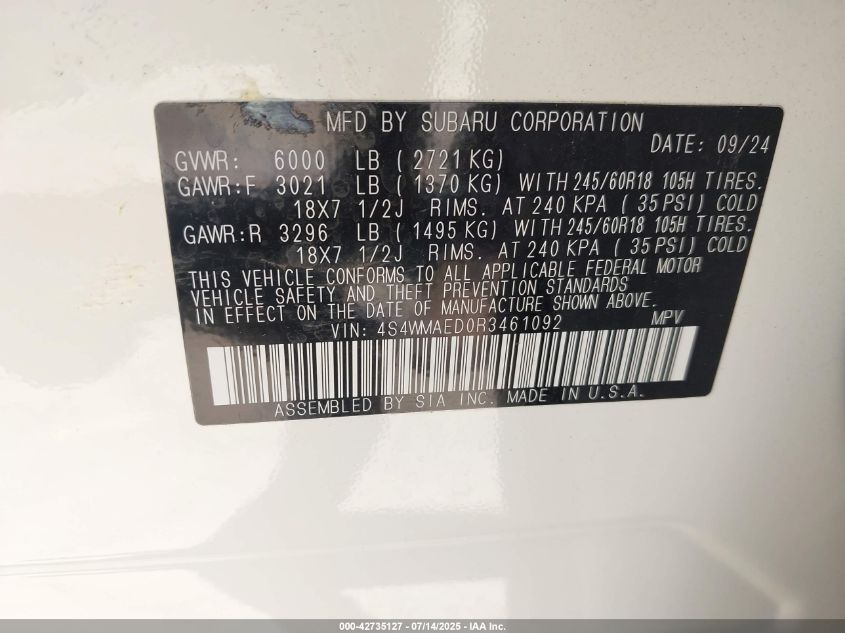 MFD BY SUBARU CORPORATION
DATE: 09/24
GVWR: 6000 LB ( 2721 KG)
GAWR:F 3021 LB ( 1370 KG) WITH 245/60R18 105H TIRES.
18X7 1/2J RIMS. AT 240 KPA ( 35 PSI) COLD
GAWR:R 3296 LB ( 1495 KG) WITH 245/60R18 105H TIRES.
18X7 1/2J RIMS. AT 240 KPA ( 35 PSI) COLD
THIS VEHICLE CONFORMS TO ALL APPLICABLE FEDERAL MOTOR
VEHICLE SAFETY AND THEFT PREVENTION STANDARDS
IN EFFECT ON THE DATE OF MANUFACTURE SHOWN ABOVE.
VIN: 4S4WMAED0R3461092 MPV
ASSEMBLED BY SIA INC. MADE IN U.S.A.
000-42735127 - 07/14/2025 - IAA Inc.